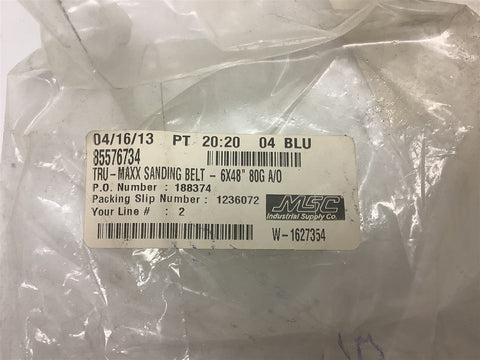 04/16/13 PT 20:20 04 BLU
85576734
TRU-MAXX SANDING BELT - 6X48" 80G A/O
P.O. Number : 188374
Packing Slip Number : 1236072
Your Line # : 2
MSC
Industrial Supply Co.
W-1627354